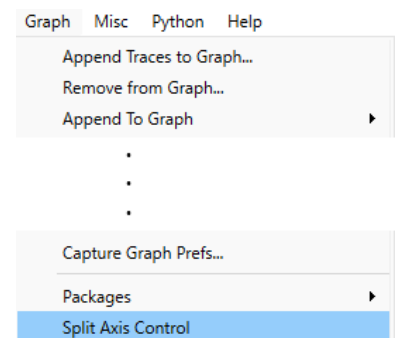 Graph Misc Python Help
Append Traces to Graph...
Remove from Graph...
Append To Graph
.
.
.
Capture Graph Prefs...
Packages
Split Axis Control